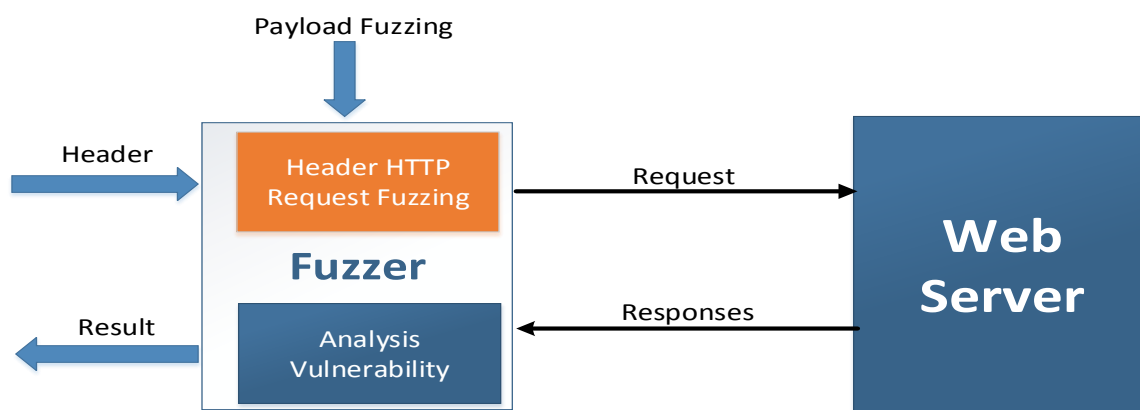 Payload Fuzzing
Header
Header HTTP
Request Fuzzing
Request
Fuzzer
Web
Server
Result
Analysis
Vulnerability
Responses